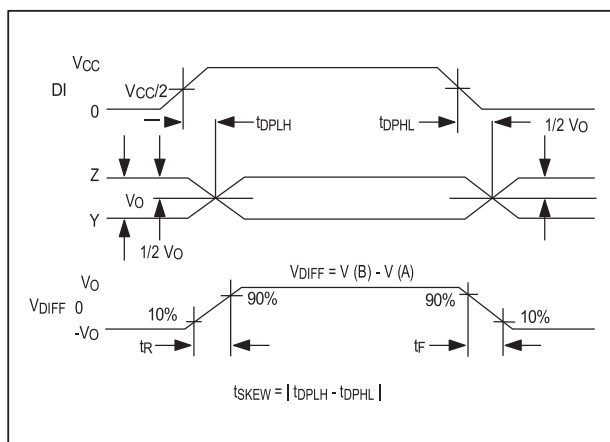 VCC
DI
VCC/2
0
tDPLH
tDPHL
1/2 VO
Z
VO
Y
1/2 VO
VDIFF = V (B) - V (A)
VO
VDIFF 0
-VO
10%
90%
90%
10%
tR
tF
tSKEW = | tDPLH - tDPHL |